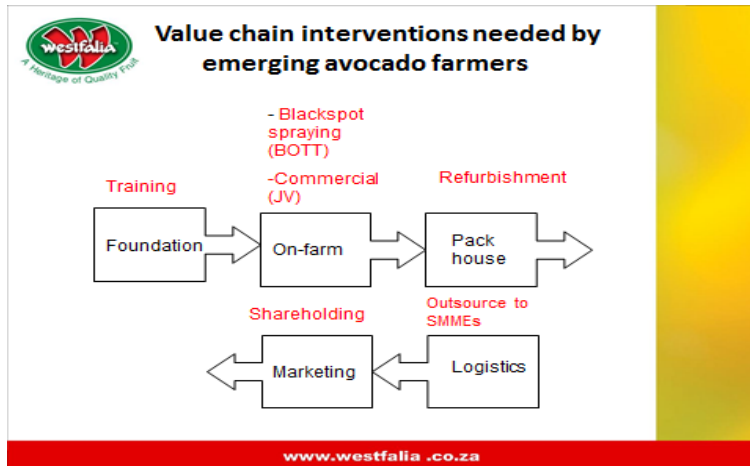 westfalia
A Heritage of Quality Fruit
Value chain interventions needed by
emerging avocado farmers
- Blackspot
spraying
(BOTT)
-Commercial
(JV)
Training
Refurbishment
Foundation
On-farm
Pack
house
Shareholding
Outsource to
SMMEs
Marketing
Logistics
www.westfalia .co.za